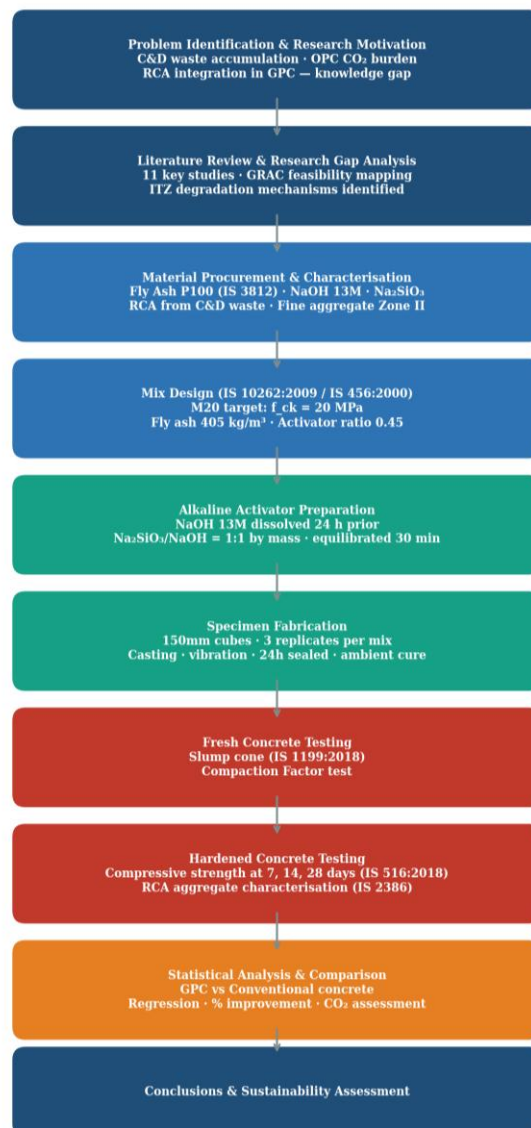 Problem Identification & Research Motivation
C&D waste accumulation · OPC CO₂ burden
RCA integration in GPC — knowledge gap
Literature Review & Research Gap Analysis
11 key studies · GRAC feasibility mapping
ITZ degradation mechanisms identified
Material Procurement & Characterisation
Fly Ash P100 (IS 3812) · NaOH 13M · Na₂SiO₃
RCA from C&D waste · Fine aggregate Zone II
Mix Design (IS 10262:2009 / IS 456:2000)
M20 target: f_ck = 20 MPa
Fly ash 405 kg/m³ · Activator ratio 0.45
Alkaline Activator Preparation
NaOH 13M dissolved 24 h prior
Na₂SiO₃/NaOH = 1:1 by mass · equilibrated 30 min
Specimen Fabrication
150mm cubes · 3 replicates per mix
Casting · vibration · 24h sealed · ambient cure
Fresh Concrete Testing
Slump cone (IS 1199:2018)
Compaction Factor test
Hardened Concrete Testing
Compressive strength at 7, 14, 28 days (IS 516:2018)
RCA aggregate characterisation (IS 2386)
Statistical Analysis & Comparison
GPC vs Conventional concrete
Regression · % improvement · CO₂ assessment
Conclusions & Sustainability Assessment